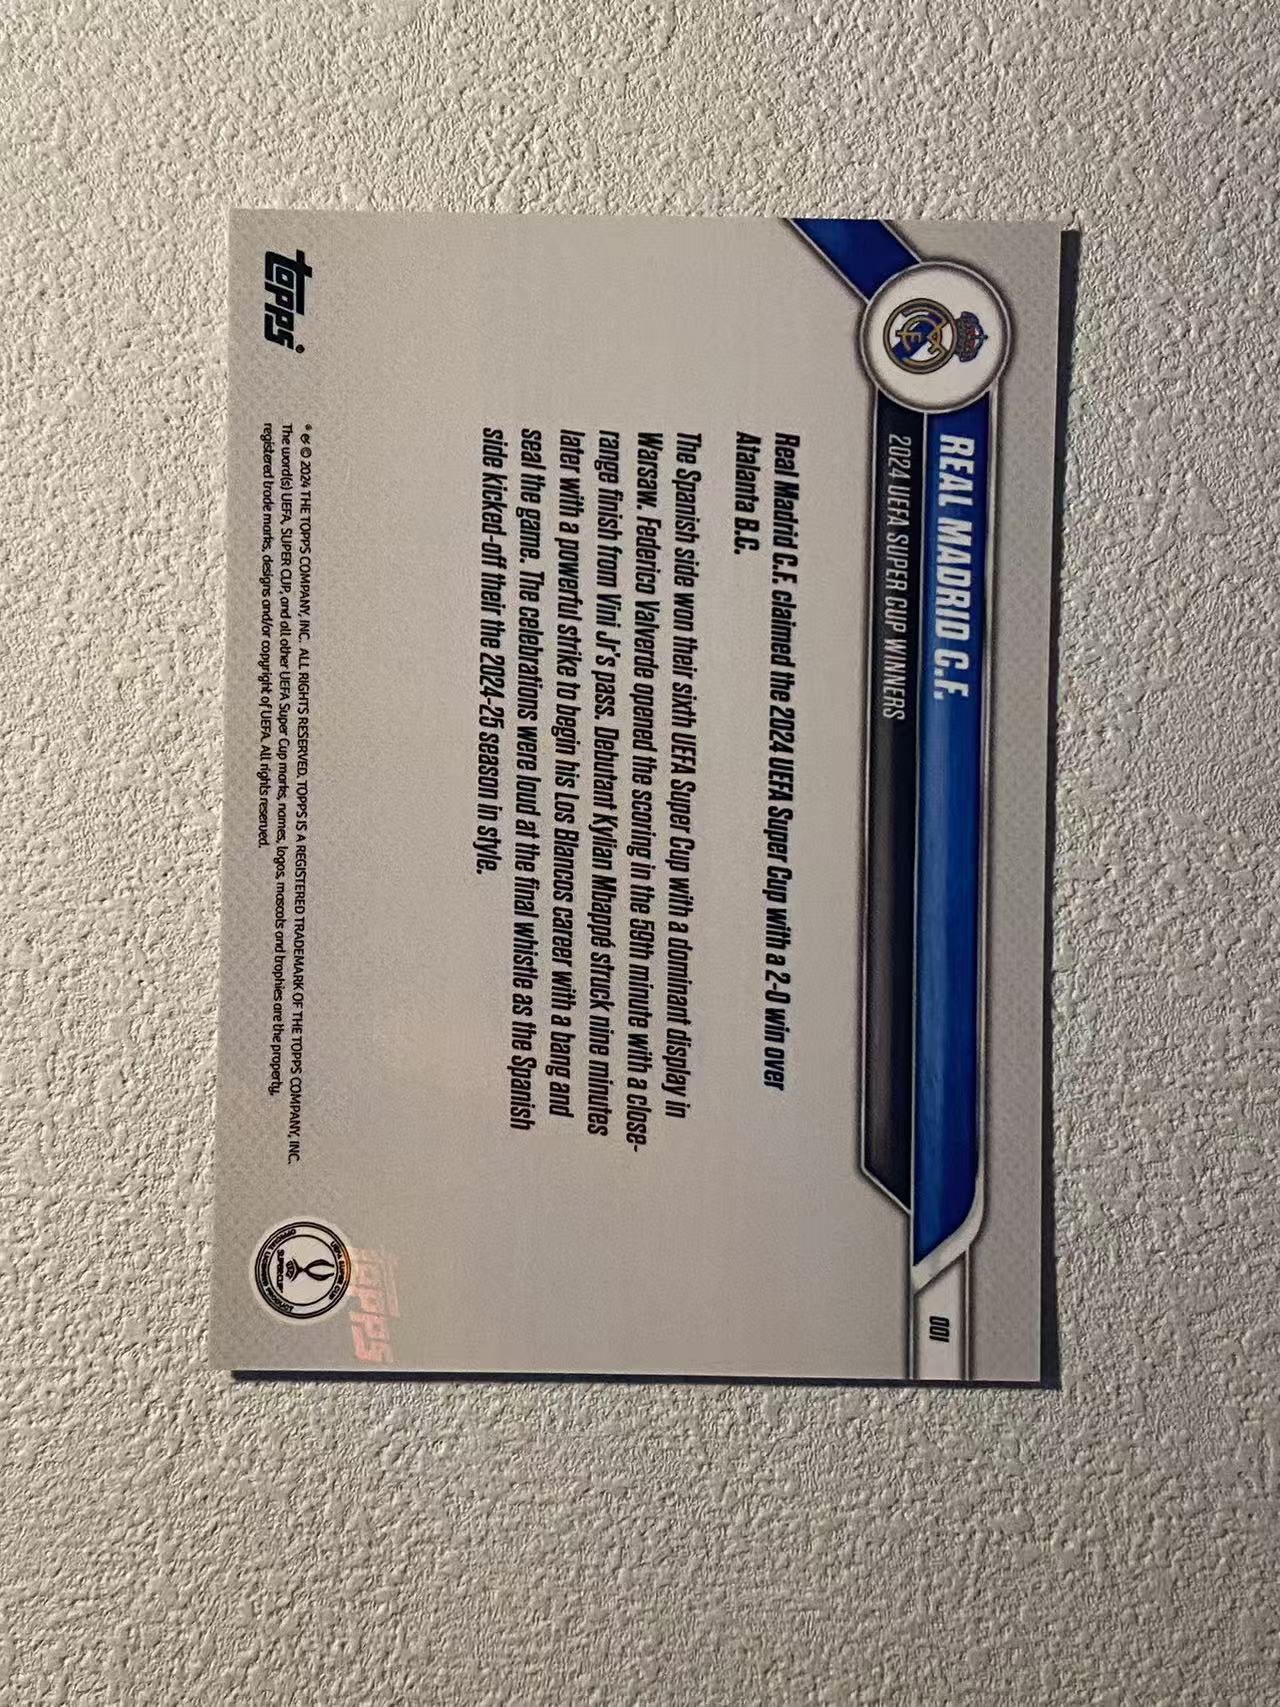 REAL MADRID C.F.
001
2024 UEFA SUPER CUP WINNERS
Real Madrid C.F. claimed the 2024 UEFA Super Cup with a 2-0 win over
Atalanta B.C.
The Spanish side won their sixth UEFA Super Cup with a dominant display in
Warsaw. Federico Valverde opened the scoring in the 59th minute with a close-
range finish from Vini Jr's pass. Debutant Kylian Mbappé struck nine minutes
later with a powerful strike to begin his Los Blancos career with a bang and
seal the game. The celebrations were loud at the final whistle as the Spanish
side kicked-off their the 2024-25 season in style.
topps®
® & © 2024 THE TOPPS COMPANY, INC. ALL RIGHTS RESERVED. TOPPS IS A REGISTERED TRADEMARK OF THE TOPPS COMPANY, INC.
The word(s) UEFA, SUPER CUP, and all other UEFA Super Cup marks, names, logos, mascots and trophies are the property,
registered trade marks, designs and/or copyright of UEFA. All rights reserved.
topps
UEFA SUPER CUP
SUPERCUP
OFFICIAL LICENSED PRODUCT